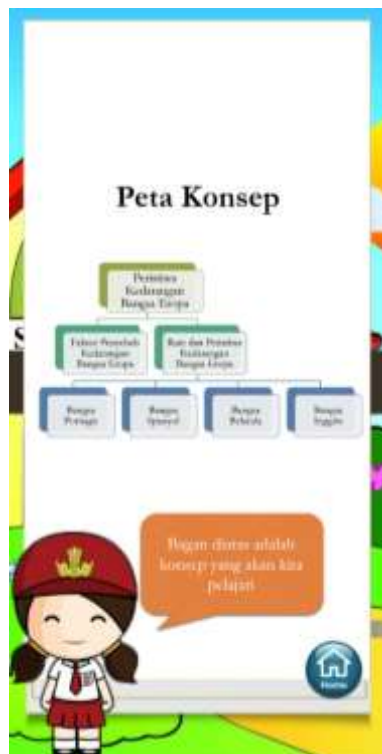 Peta Konsep
Peristiwa
Kedatangan
Bangsa Eropa
Faktor Penyebab
Kedatangan
Bangsa Eropa
Rute dan Peristiwa
Kedatangan
Bangsa Eropa
Bangsa
Portugis
Bangsa
Spanyol
Bangsa
Belanda
Bangsa
Inggris
Bagan diatas adalah
konsep yang akan kita
pelajari
Home